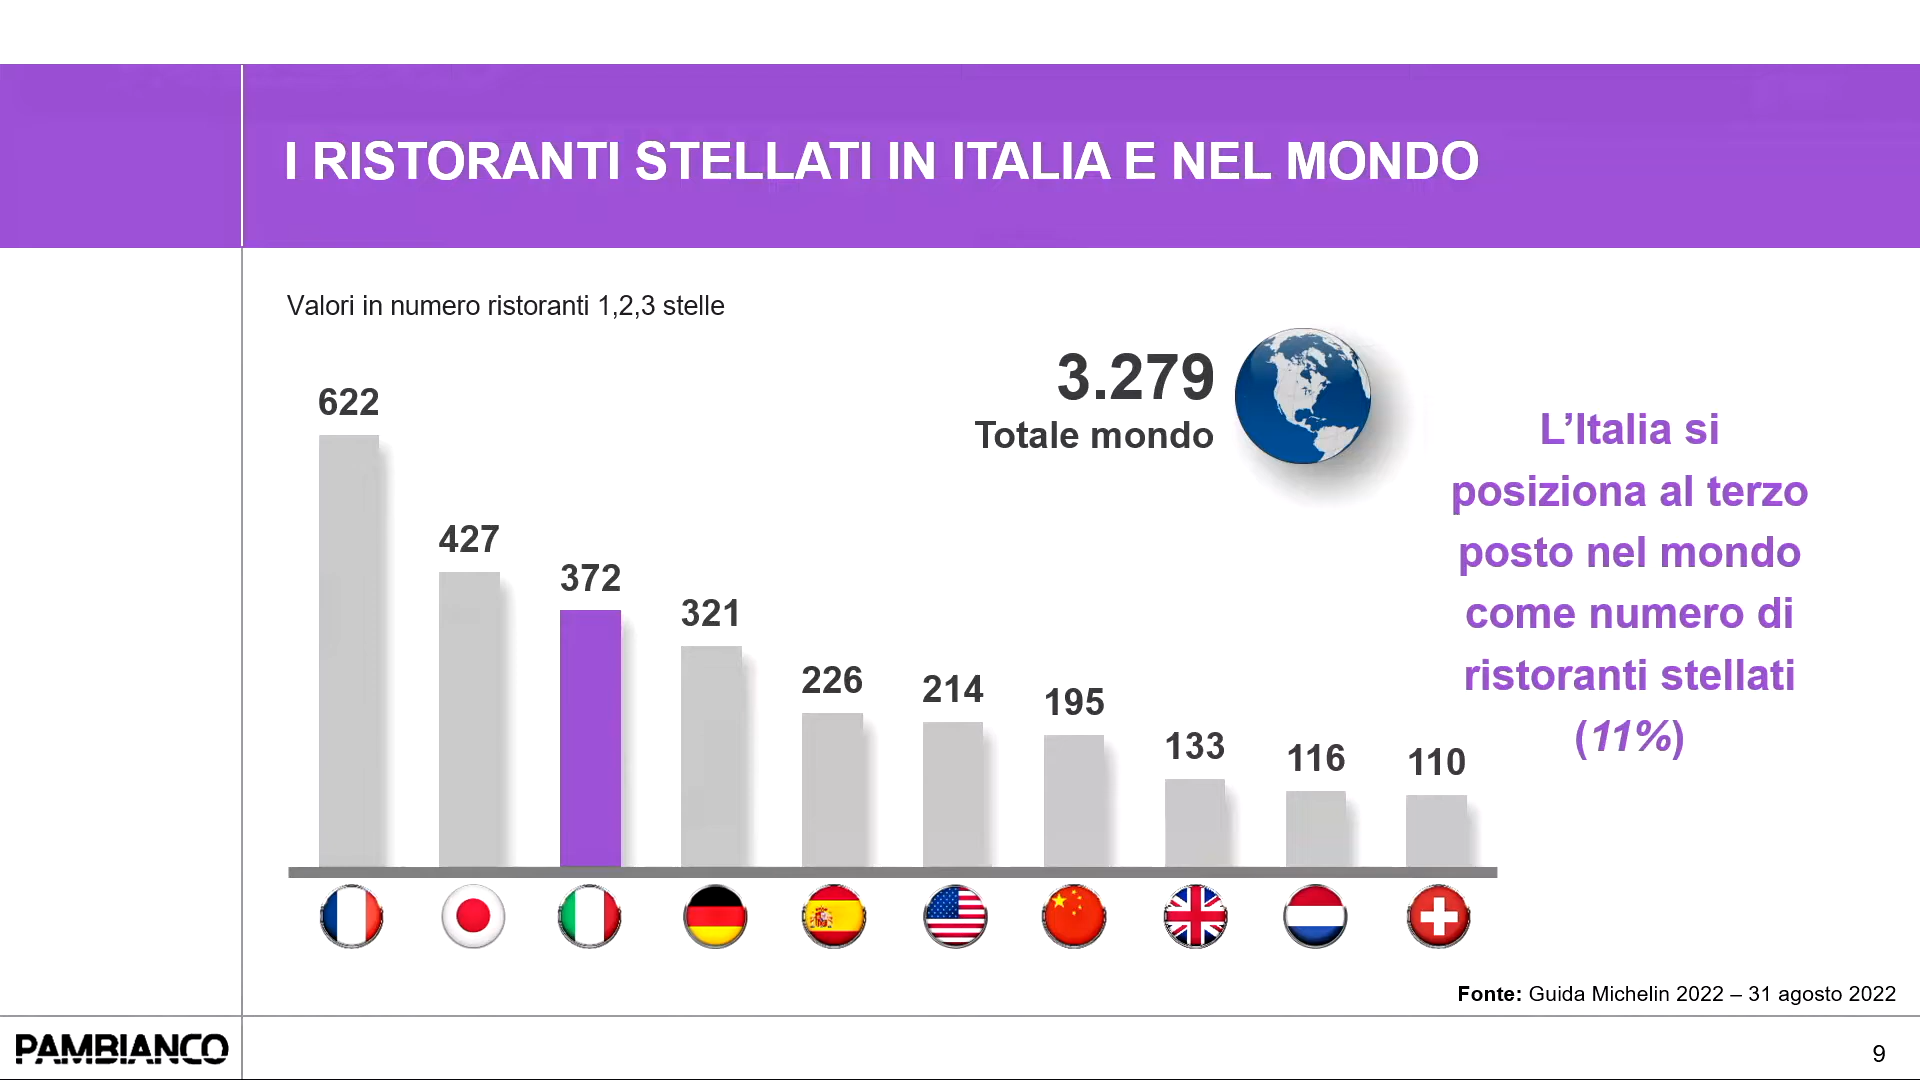 I RISTORANTI STELLATI IN ITALIA E NEL MONDO
Valori in numero ristoranti 1,2,3 stelle
3.279
Totale mondo
622
427
372
321
226
214
195
133
116
110
L’Italia si
posiziona al terzo
posto nel mondo
come numero di
ristoranti stellati
(11%)
Fonte: Guida Michelin 2022 – 31 agosto 2022
PAMBIANCO
9